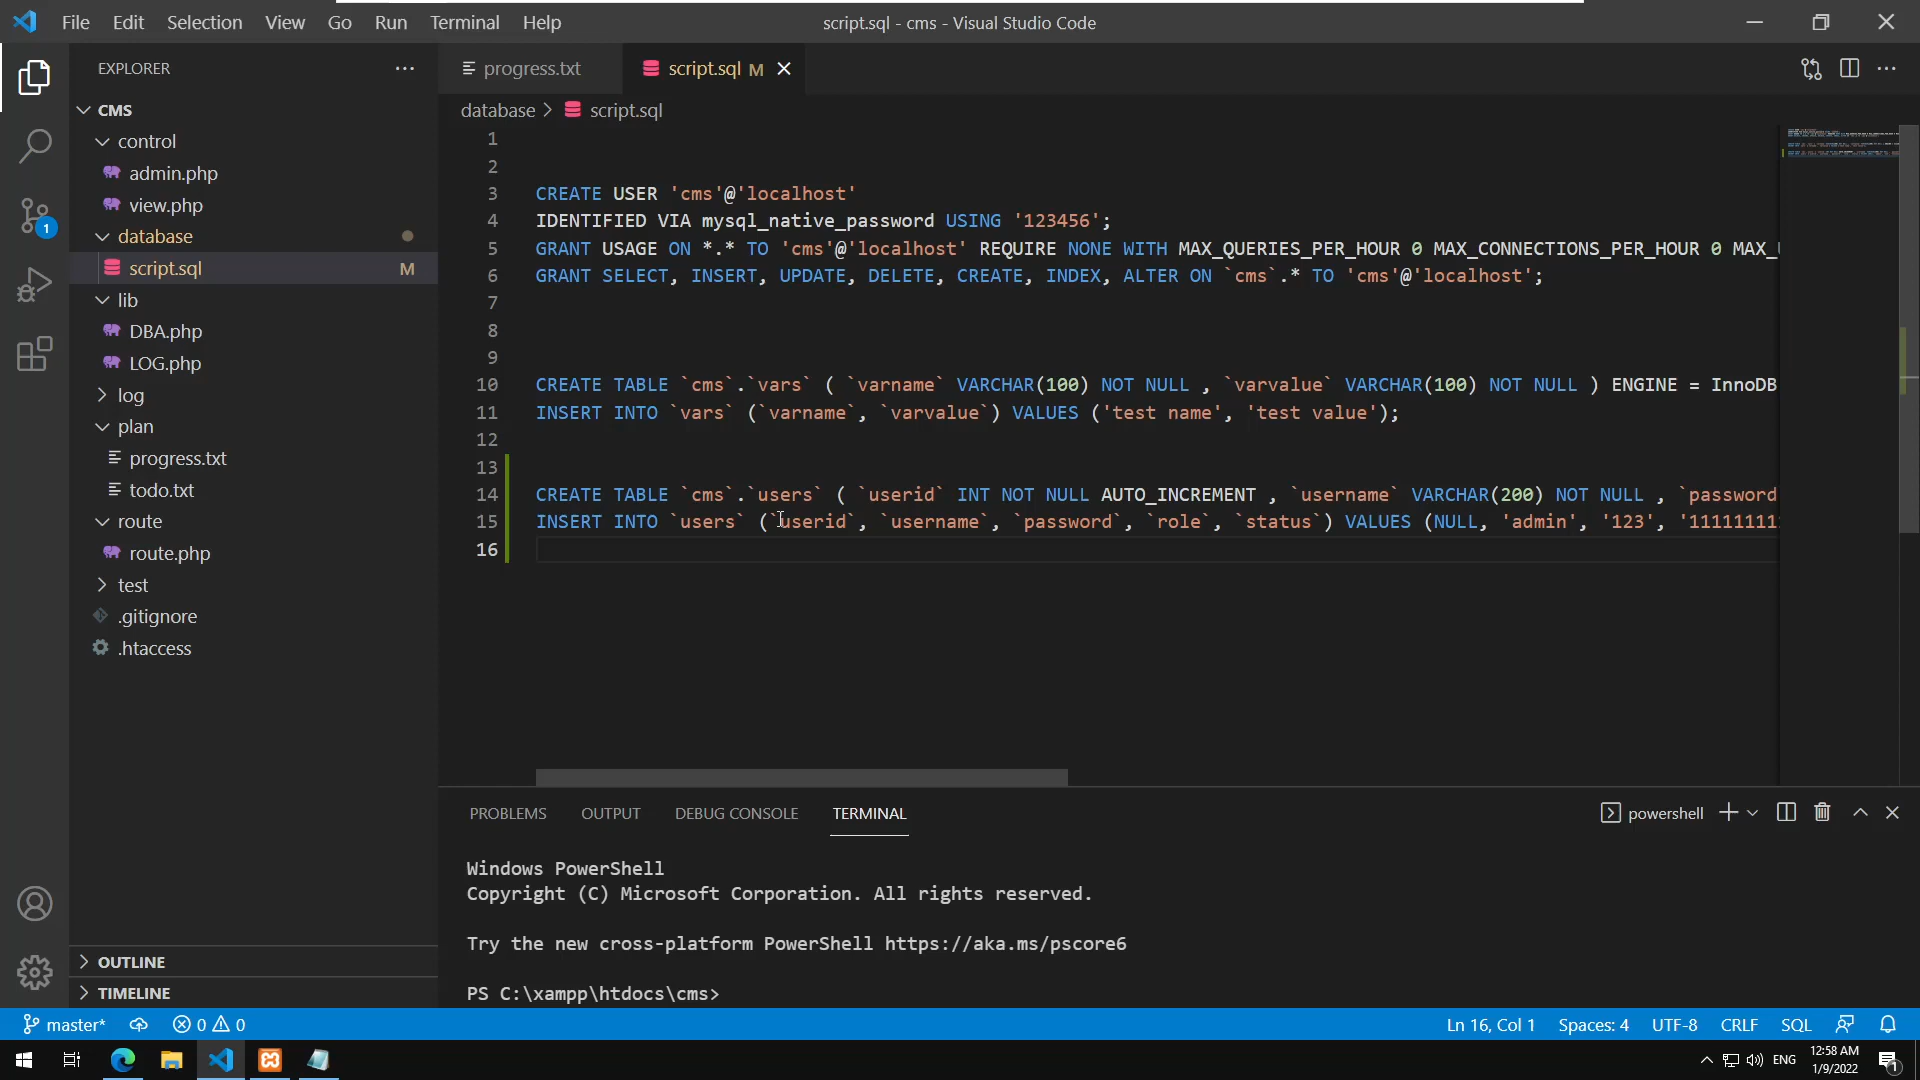 File Edit Selection View Go Run Terminal Help
script.sql - cms - Visual Studio Code
EXPLORER
progress.txt
script.sql M
database > script.sql
CMS
control
admin.php
view.php
database
script.sql M
lib
DBA.php
LOG.php
log
plan
progress.txt
todo.txt
route
route.php
test
.gitignore
.htaccess
OUTLINE
TIMELINE
1
1
2
3 CREATE USER 'cms'@'localhost'
4 IDENTIFIED VIA mysql_native_password USING '123456';
5 GRANT USAGE ON *.* TO 'cms'@'localhost' REQUIRE NONE WITH MAX_QUERIES_PER_HOUR 0 MAX_CONNECTIONS_PER_HOUR 0 MAX_
6 GRANT SELECT, INSERT, UPDATE, DELETE, CREATE, INDEX, ALTER ON `cms`.* TO 'cms'@'localhost';
7
8
9
10 CREATE TABLE `cms`.`vars` ( `varname` VARCHAR(100) NOT NULL , `varvalue` VARCHAR(100) NOT NULL ) ENGINE = InnoDB
11 INSERT INTO `vars` (`varname`, `varvalue`) VALUES ('test name', 'test value');
12
13
14 CREATE TABLE `cms`.`users` ( `userid` INT NOT NULL AUTO_INCREMENT , `username` VARCHAR(200) NOT NULL , `password
15 INSERT INTO `users` (`userid`, `username`, `password`, `role`, `status`) VALUES (NULL, 'admin', '123', '111111111
16
PROBLEMS OUTPUT DEBUG CONSOLE TERMINAL
powershell
Windows PowerShell
Copyright (C) Microsoft Corporation. All rights reserved.
Try the new cross-platform PowerShell https://aka.ms/pscore6
PS C:\xampp\htdocs\cms>
master* 0 0
Ln 16, Col 1 Spaces: 4 UTF-8 CRLF SQL
ENG
12:58 AM
1/9/2022
1